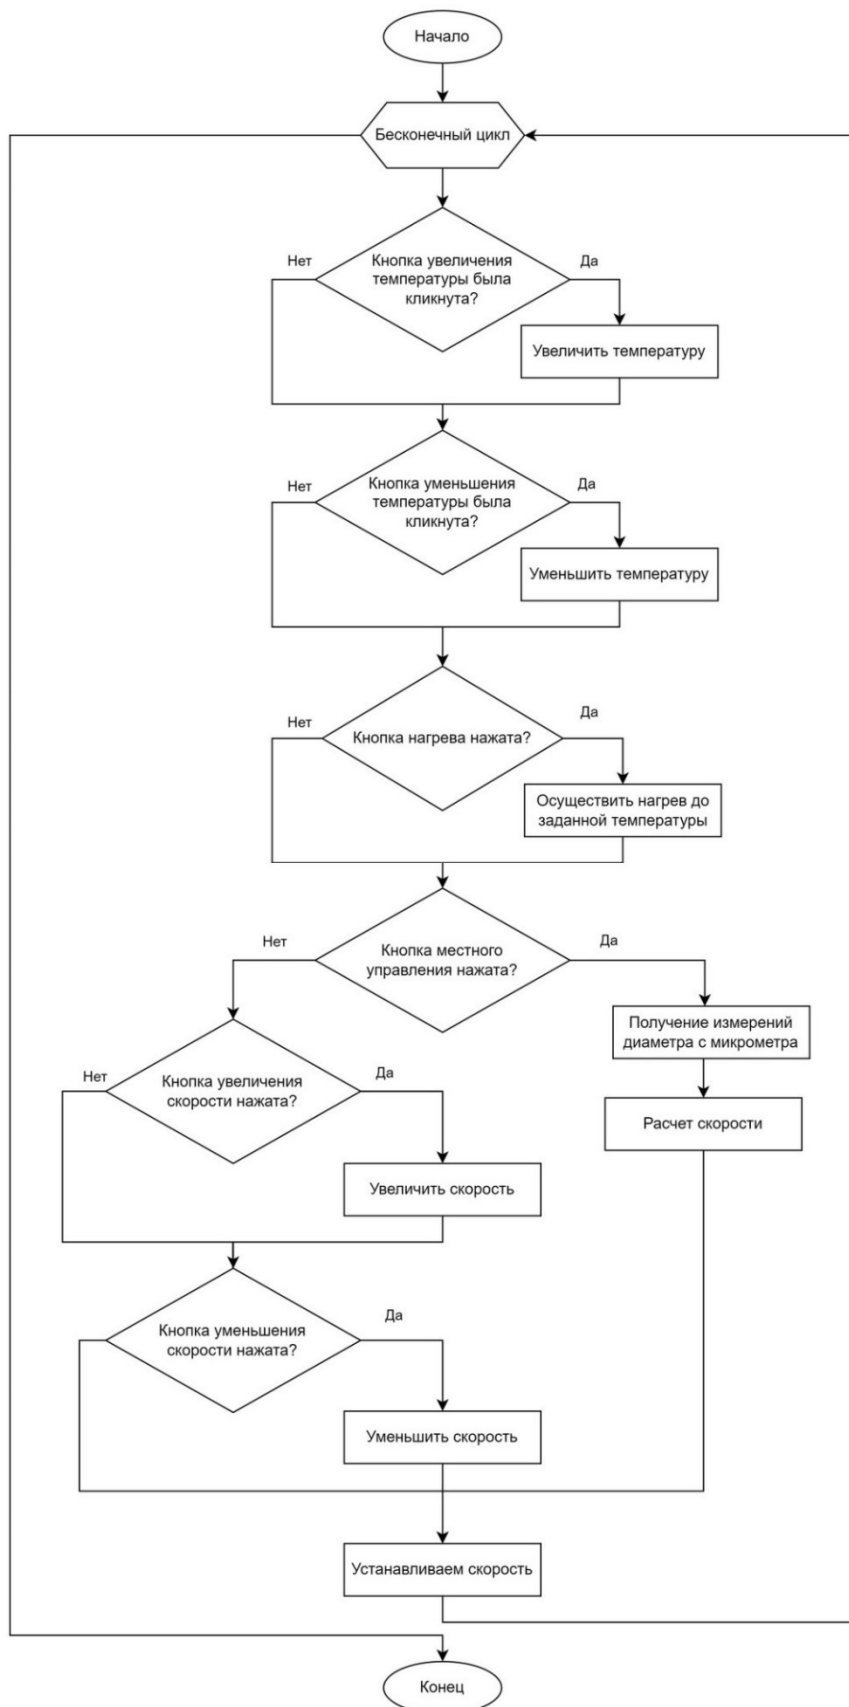 Начало
Бесконечный цикл
Нет
Кнопка увеличения
температуры была
кликнута?
Да
Увеличить температуру
Нет
Кнопка уменьшения
температуры была
кликнута?
Да
Уменьшить температуру
Нет
Кнопка нагрева нажата?
Да
Осуществить нагрев до
заданной температуры
Нет
Кнопка местного
управления нажата?
Да
Получение измерений
диаметра с микрометра
Расчет скорости
Нет
Кнопка увеличения
скорости нажата?
Да
Увеличить скорость
Кнопка уменьшения
скорости нажата?
Да
Уменьшить скорость
Устанавливаем скорость
Конец